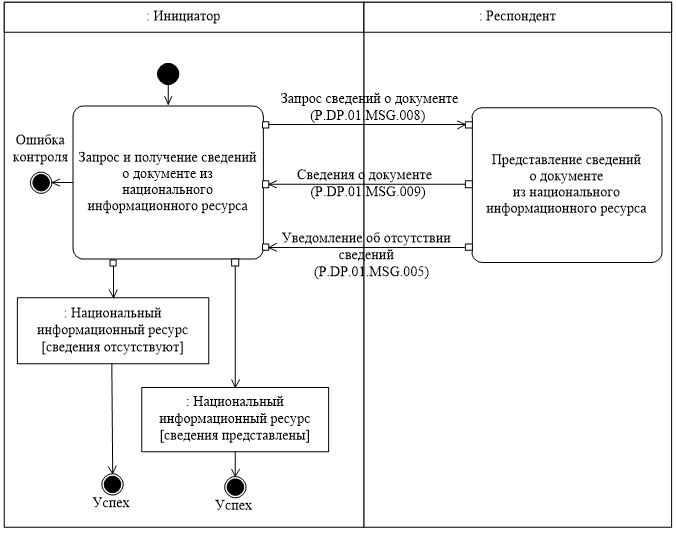 : Инициатор
: Респондент
Запрос сведений о документе
(P.DP.01.MSG.008)
Ошибка
контроля
Запрос и получение сведений
о документе из
национального
информационного ресурса
Сведения о документе
(P.DP.01.MSG.009)
Представление сведений
о документе
из национального
информационного ресурса
Уведомление об отсутствии
сведений
(P.DP.01.MSG.005)
: Национальный
информационный ресурс
[сведения отсутствуют]
: Национальный
информационный ресурс
[сведения представлены]
Успех
Успех